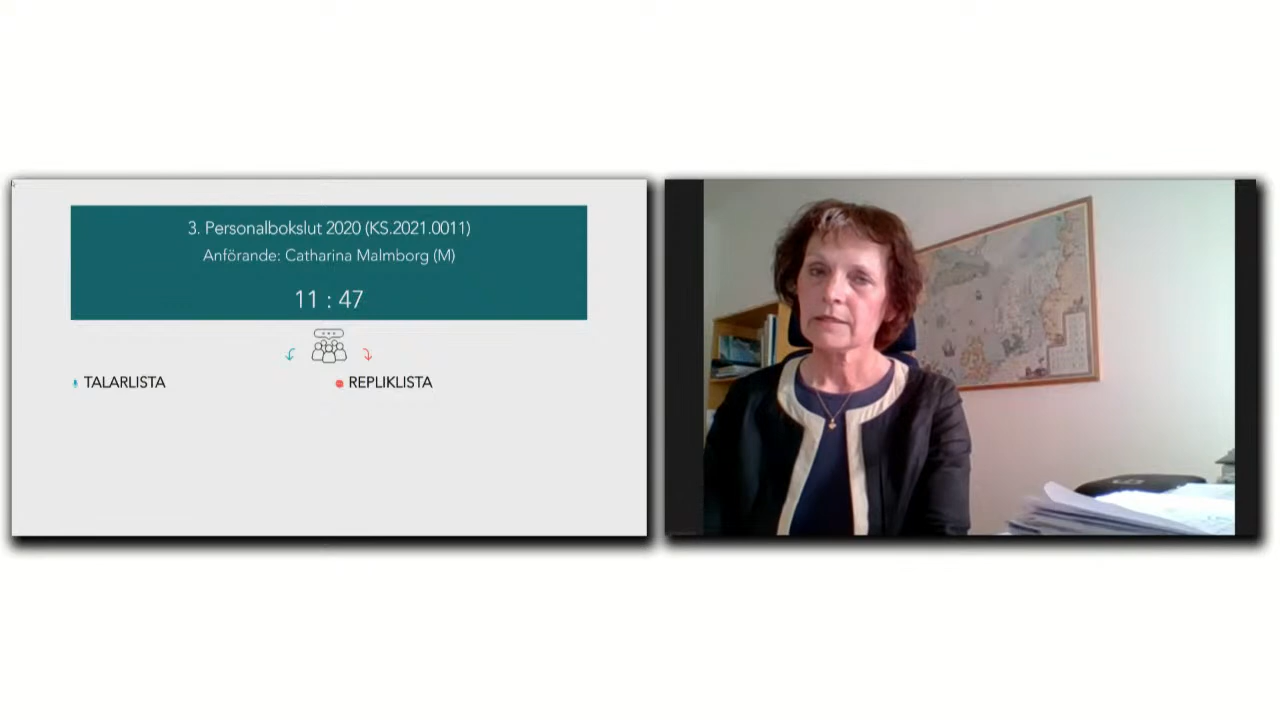 3. Personalbokslut 2020 (KS.2021.0011)
Anförande: Catharina Malmborg (M)
11 : 47
TALARLISTA
REPLIKLISTA